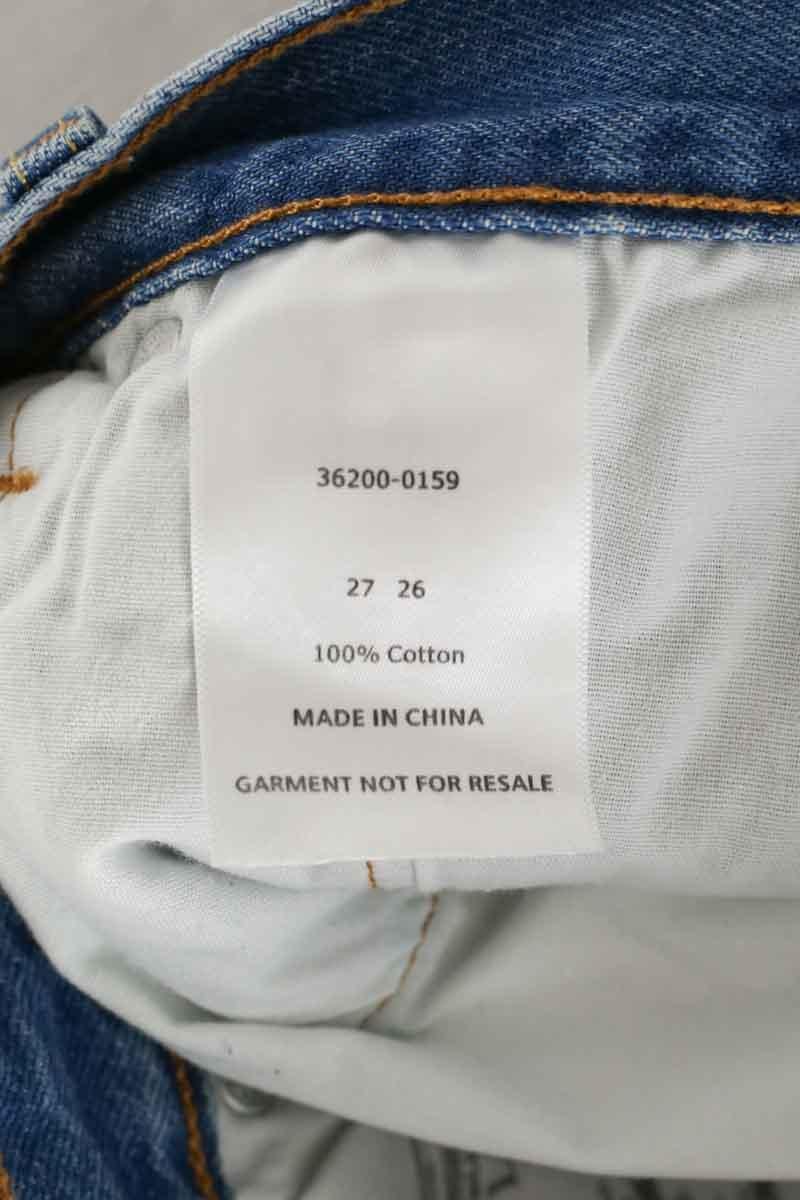 36200-0159
27 26
100% Cotton
MADE IN CHINA
GARMENT NOT FOR RESALE